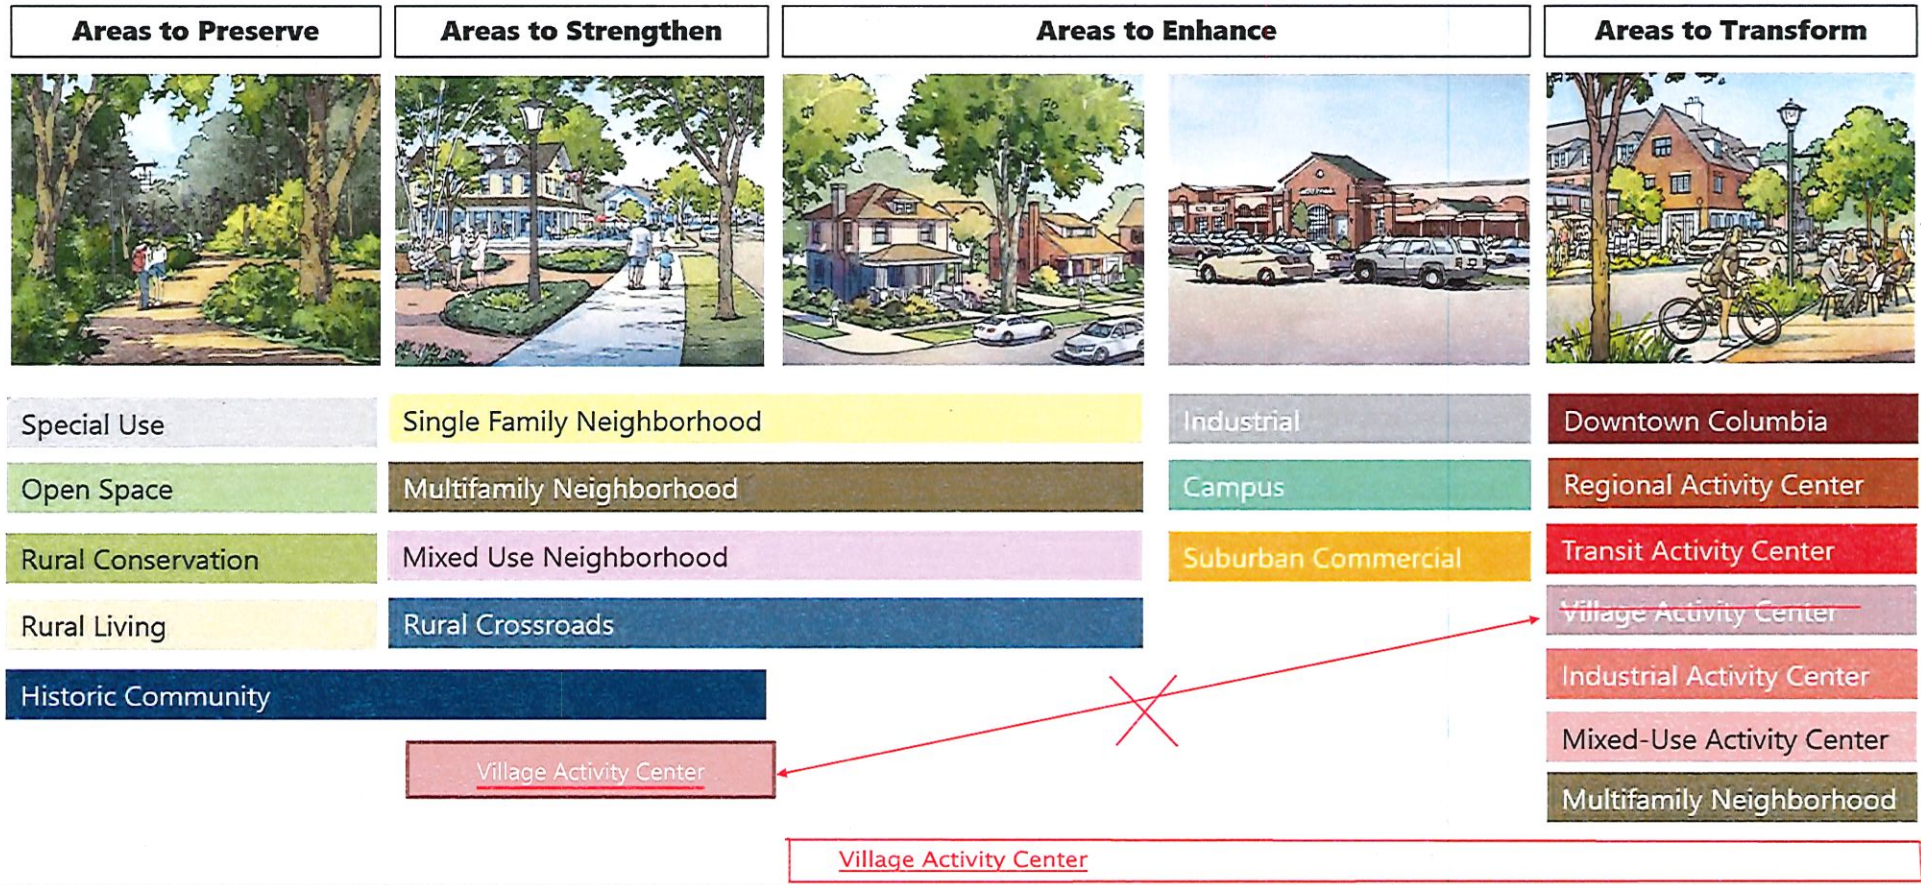 Areas to Preserve
Areas to Strengthen
Areas to Enhance
Areas to Transform
Special Use
Single Family Neighborhood
Industrial
Downtown Columbia
Open Space
Multifamily Neighborhood
Campus
Regional Activity Center
Rural Conservation
Mixed Use Neighborhood
Suburban Commercial
Transit Activity Center
Rural Living
Rural Crossroads
Village Activity Center
Historic Community
Industrial Activity Center
Village Activity Center
Mixed-Use Activity Center
Multifamily Neighborhood
Village Activity Center